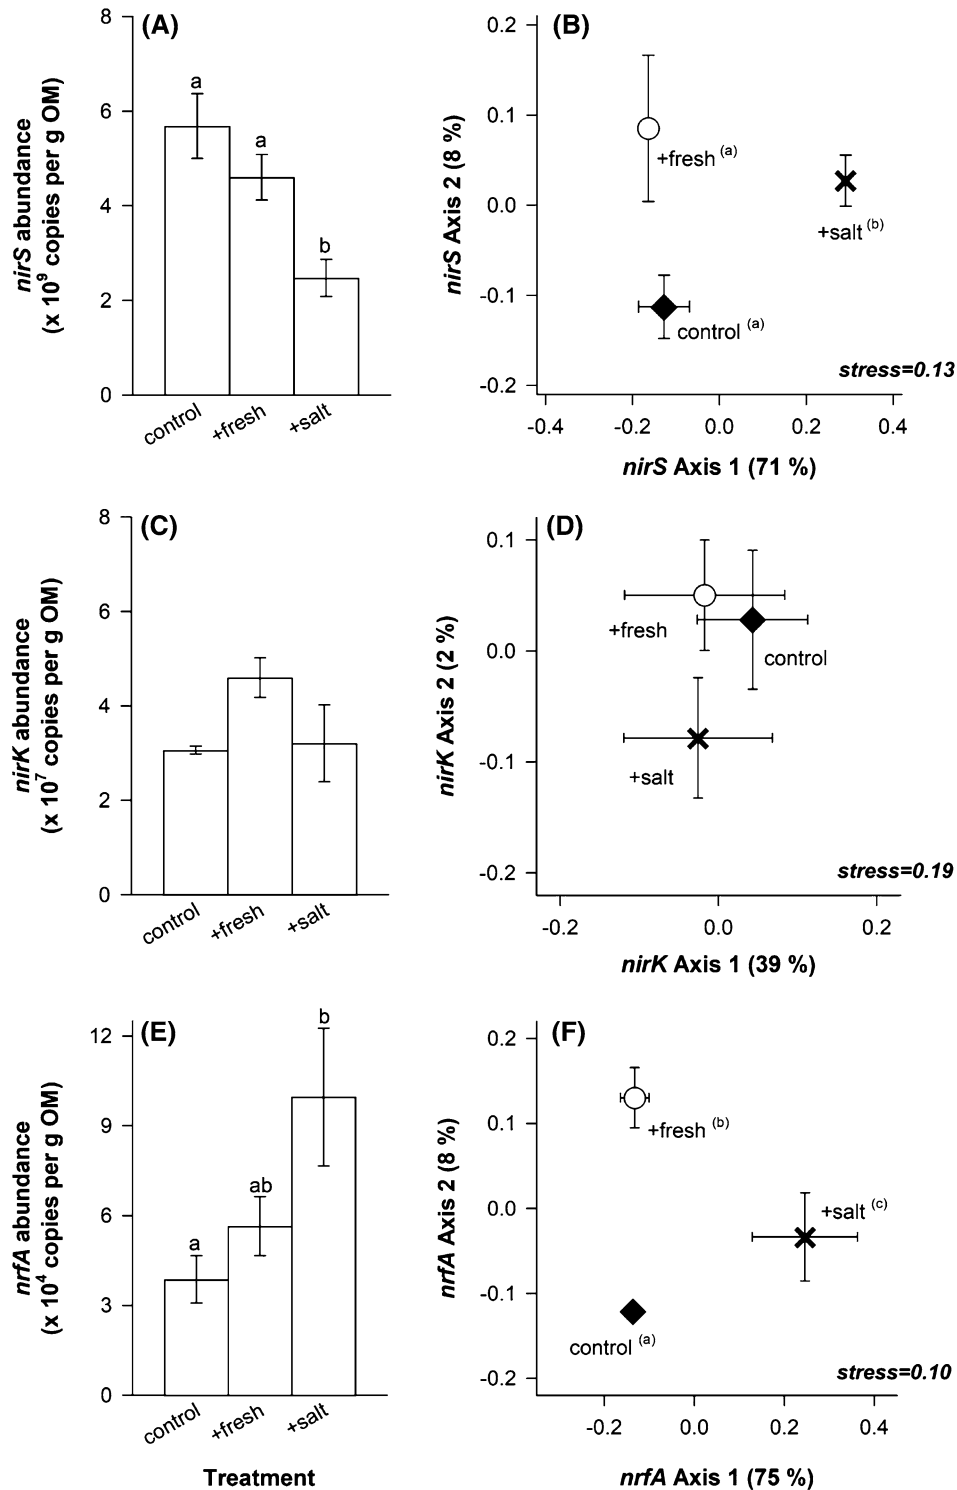 (A)
nirS abundance
(x 10⁹ copies per g OM)
8
6
4
2
0
a
a
b
control
+fresh
+salt
(B)
nirS Axis 2 (8 %)
0.2
0.1
0.0
-0.1
-0.2
+fresh (a)
+salt (b)
control (a)
stress=0.13
-0.4 -0.2 0.0 0.2 0.4
nirS Axis 1 (71 %)
(C)
nirK abundance
(x 10⁷ copies per g OM)
8
6
4
2
0
control
+fresh
+salt
(D)
nirK Axis 2 (2 %)
0.1
0.0
-0.1
-0.2
+fresh
control
+salt
stress=0.19
-0.2 0.0 0.2
nirK Axis 1 (39 %)
(E)
nrfA abundance
(x 10⁴ copies per g OM)
12
9
6
3
0
a
ab
b
control
+fresh
+salt
Treatment
(F)
nrfA Axis 2 (8 %)
0.2
0.1
0.0
-0.1
-0.2
+fresh (b)
+salt (c)
control (a)
stress=0.10
-0.2 0.0 0.2 0.4
nrfA Axis 1 (75 %)